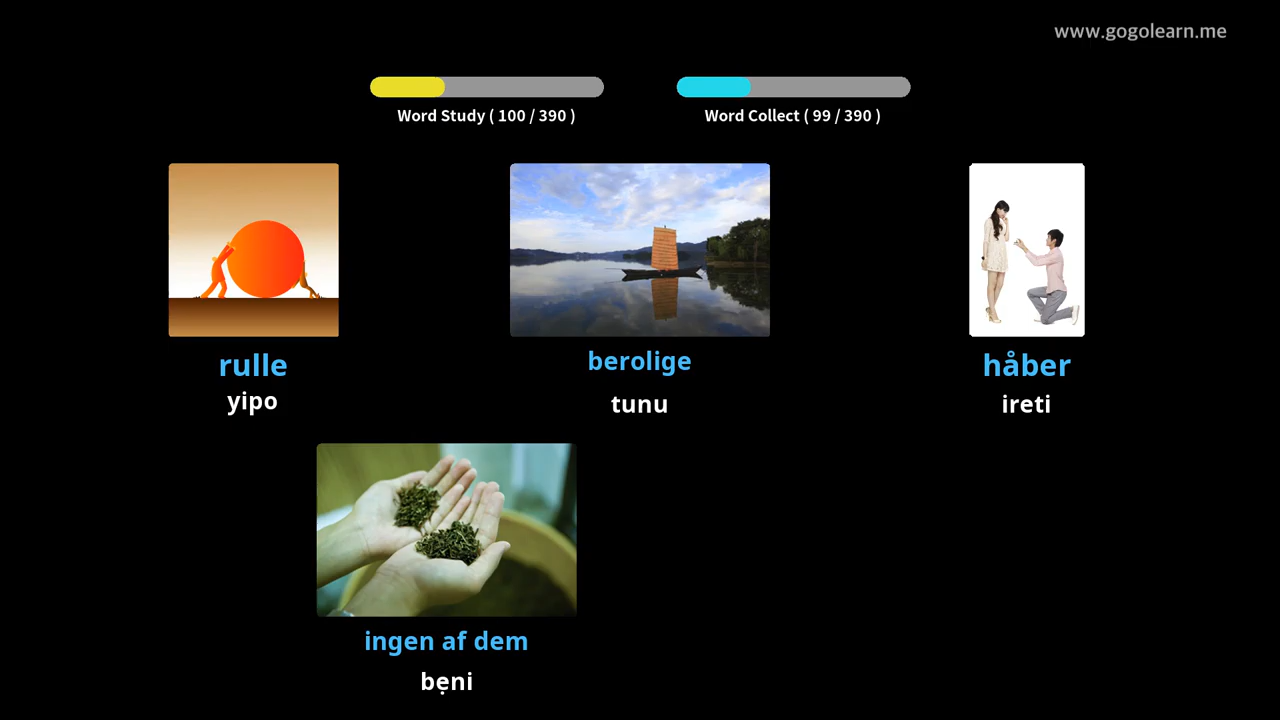 www.gogolearn.me
Word Study ( 100 / 390 )
Word Collect ( 99 / 390 )
rulle
yipo
berolige
tunu
håber
ireti
ingen af dem
bẹni